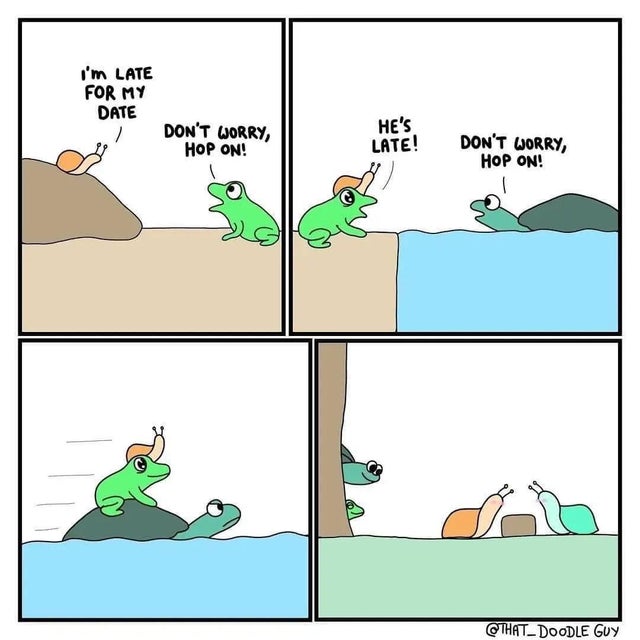 I'm LATE
FOR MY
DATE
DON'T WORRY,
HOP ON!
HE'S
LATE!
DON'T WORRY,
HOP ON!
@THAT_DOODLE GUY